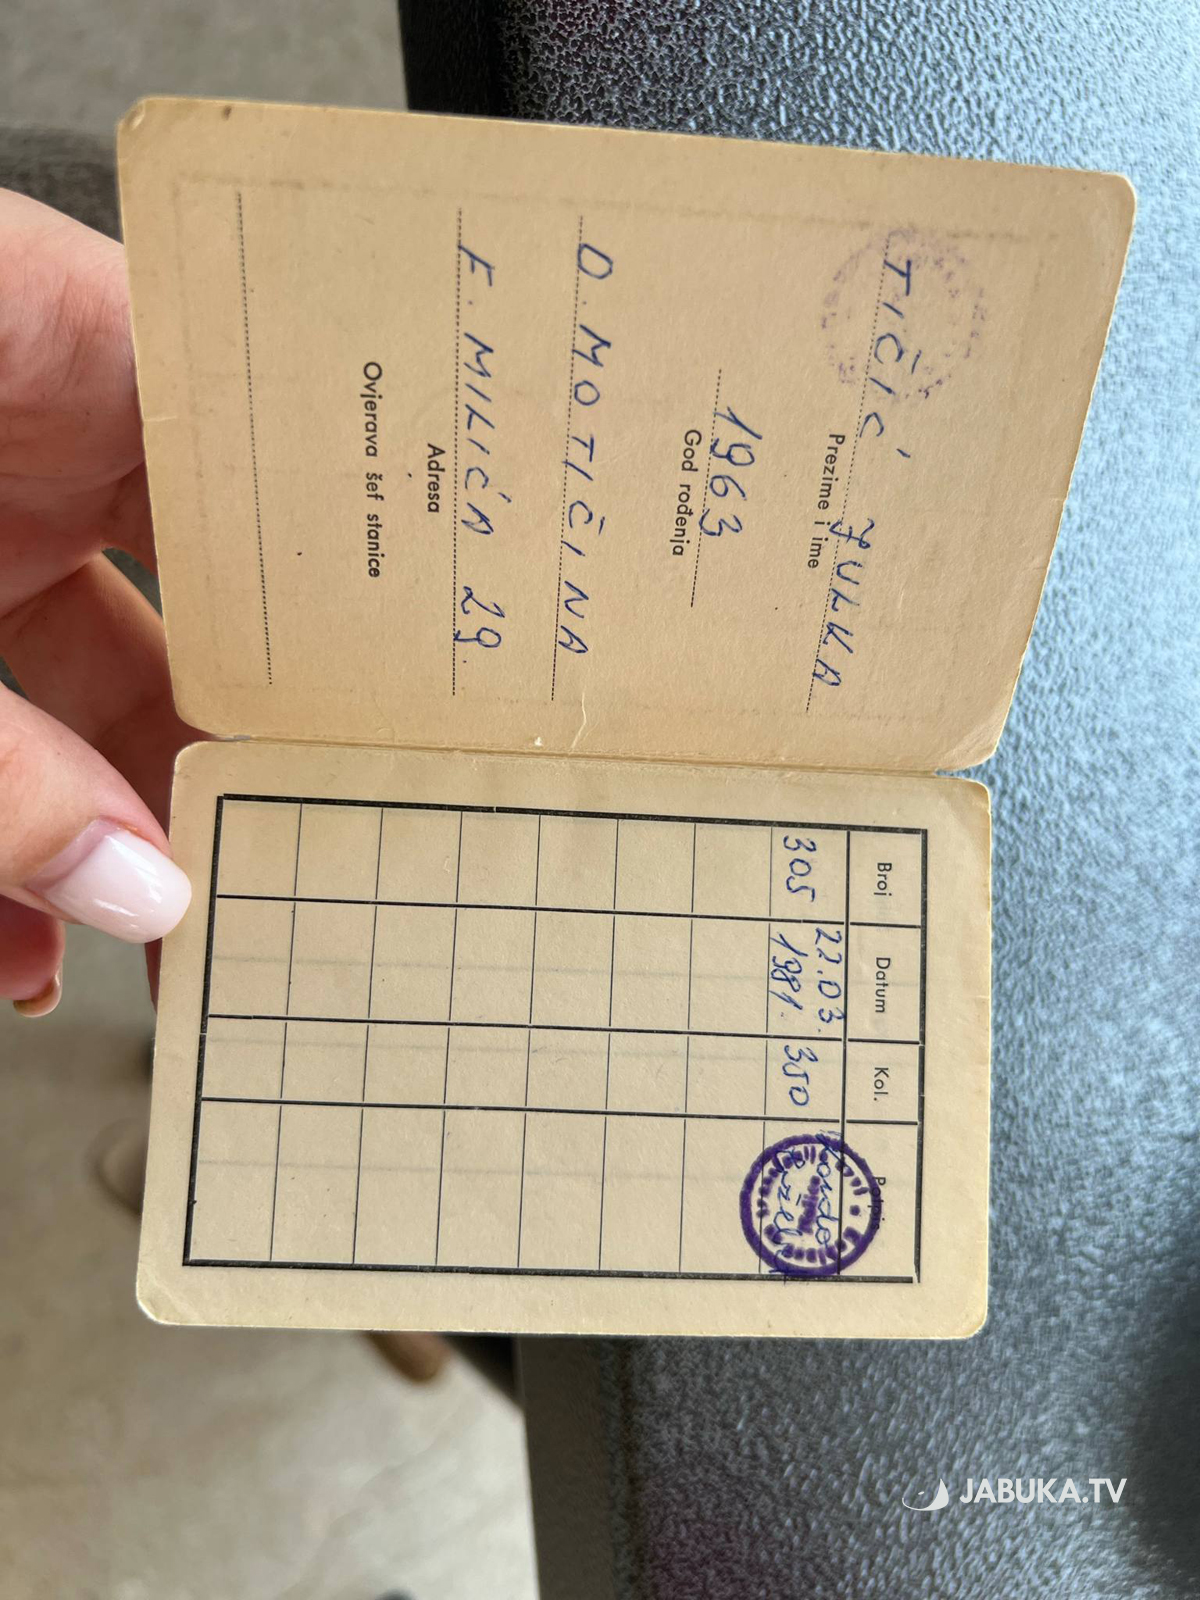 TIČIĆ JULKA
Prezime i ime
1963
God rođenja
D. MOTIČINA
F. MILIĆA 29.
Adresa
Ovjerava šef stanice
Broj Datum Kol.
305 22.03. 1981. 350
JABUKA.TV